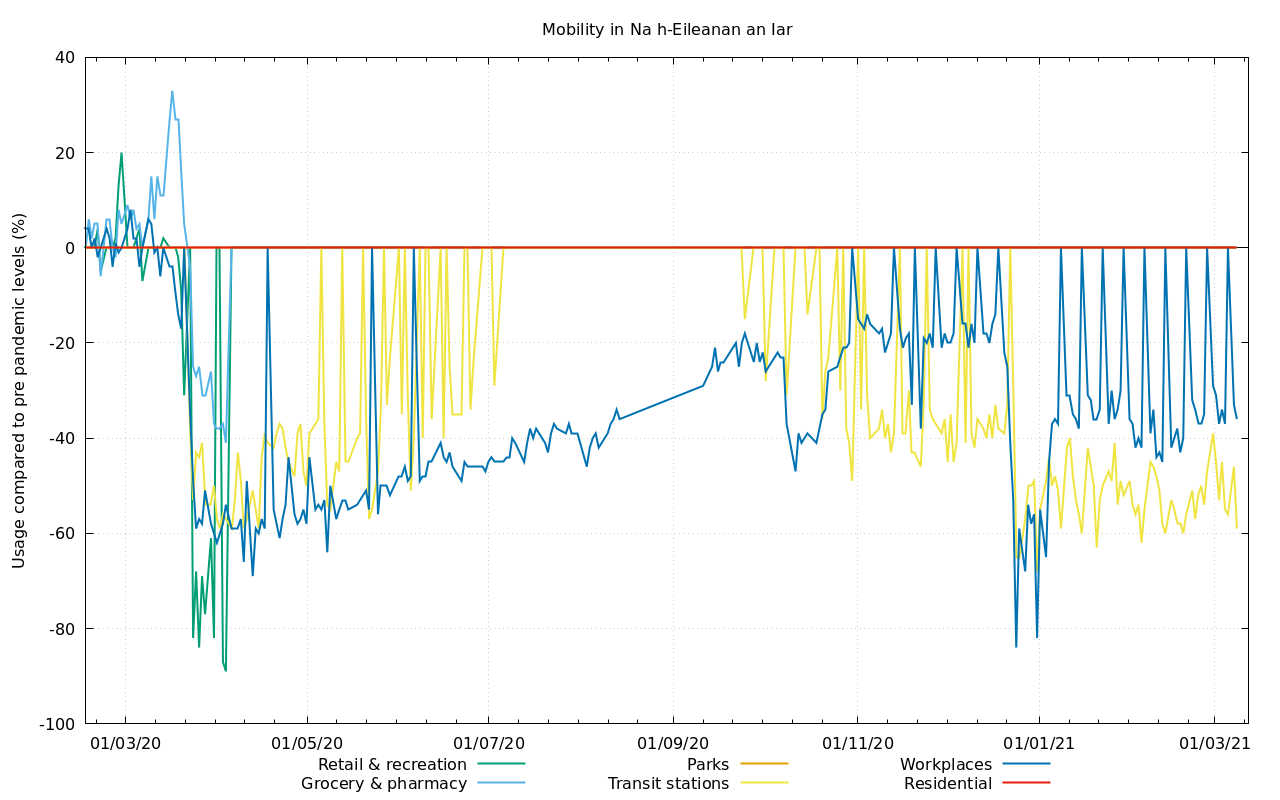 Mobility in Na h-Eileanan an Iar
Usage compared to pre pandemic levels (%)
40
20
0
-20
-40
-60
-80
-100
01/03/20 01/05/20 01/07/20 01/09/20 01/11/20 01/01/21 01/03/21
Retail & recreation Parks Workplaces
Grocery & pharmacy Transit stations Residential